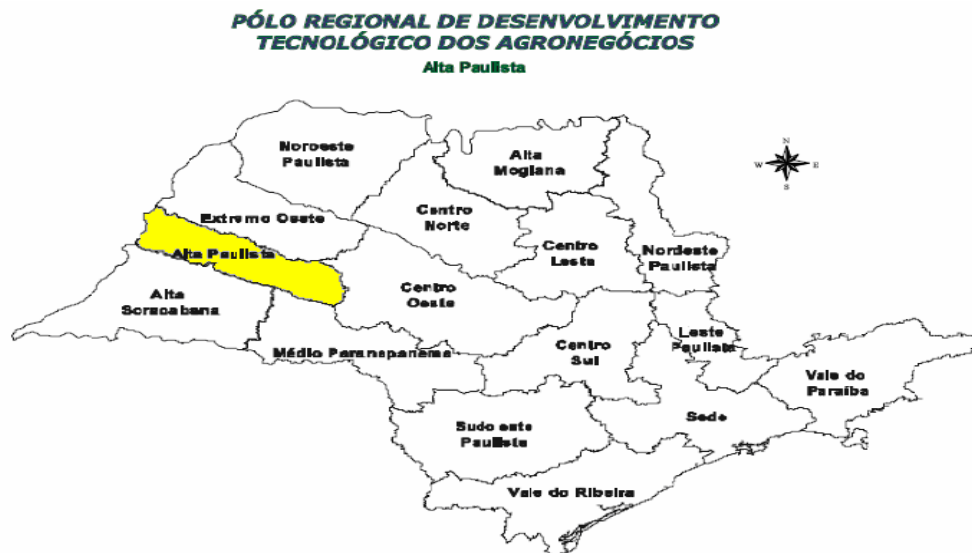 PÓLO REGIONAL DE DESENVOLVIMENTO
TECNOLÓGICO DOS AGRONEGÓCIOS
Alta Paulista
Noroeste
Paulista
Alta
Mogiana
N
W
E
S
Extremo Oeste
Centro
Norte
Alta Paulista
Centro
Leste
Nordeste
Paulista
Alta
Sorocabana
Centro
Oeste
Médio Paranapanema
Centro
Sul
Leste
Paulista
Vale do
Paraíba
Sudoeste
Paulista
Sede
Vale do Ribeira